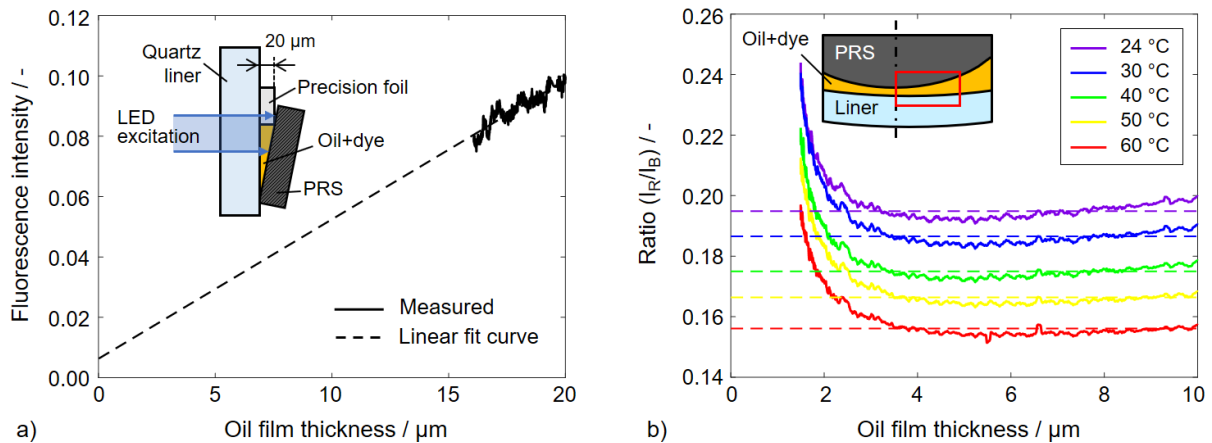 0.12
0.10
0.08
0.06
0.04
0.02
0.00
Fluorescence intensity / -
0
5
10
15
20
Oil film thickness / µm
a)
20 µm
Quartz
liner
Precision foil
LED
excitation
Oil+dye
PRS
Measured
Linear fit curve
0.26
0.24
0.22
0.20
0.18
0.16
0.14
Ratio (I_R/I_B) / -
0
2
4
6
8
10
Oil film thickness / µm
b)
Oil+dye
PRS
Liner
24 °C
30 °C
40 °C
50 °C
60 °C